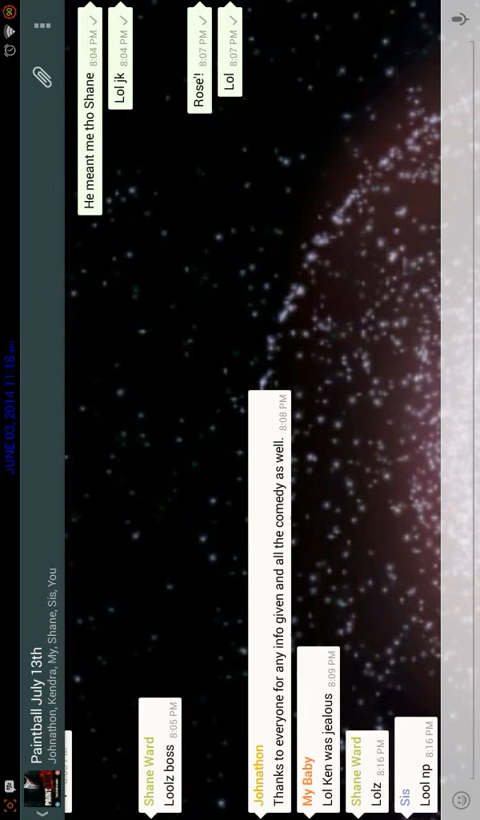 90
JUNE 03, 2014 11:18 AM
Paintball July 13th
Johnathon, Kendra, My, Shane, Sis, You
PAINT
He meant me tho Shane 8:04 PM
Lol jk 8:04 PM
Shane Ward
Loolz boss 8:05 PM
Rose'! 8:07 PM
Lol 8:07 PM
Johnathon
Thanks to everyone for any info given and all the comedy as well. 8:08 PM
My Baby
Lol Ken was jealous 8:09 PM
Shane Ward
Lolz 8:16 PM
Sis
Lool np 8:16 PM